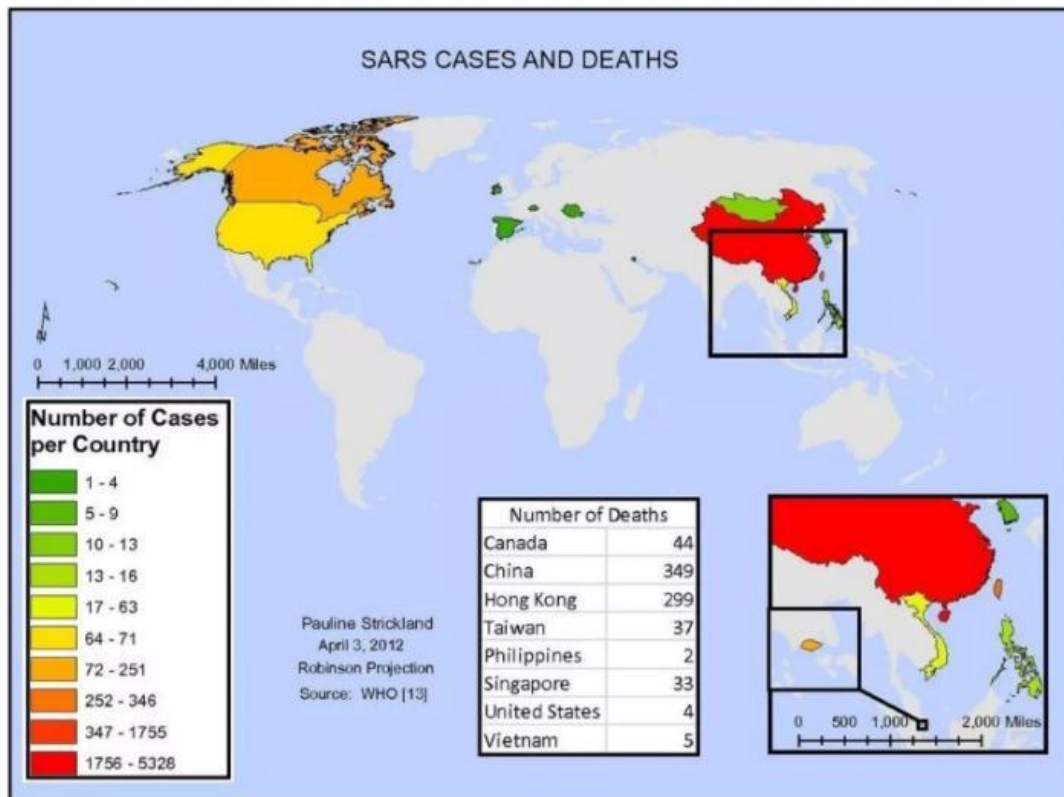 SARS CASES AND DEATHS
N
0 1,000 2,000 4,000 Miles
Number of Cases
per Country
1 - 4
5 - 9
10 - 13
13 - 16
17 - 63
64 - 71
72 - 251
252 - 346
347 - 1755
1756 - 5328
Pauline Strickland
April 3, 2012
Robinson Projection
Source: WHO [13]
Number of Deaths
Canada 44
China 349
Hong Kong 299
Taiwan 37
Philippines 2
Singapore 33
United States 4
Vietnam 5
0 500 1,000 2,000 Miles